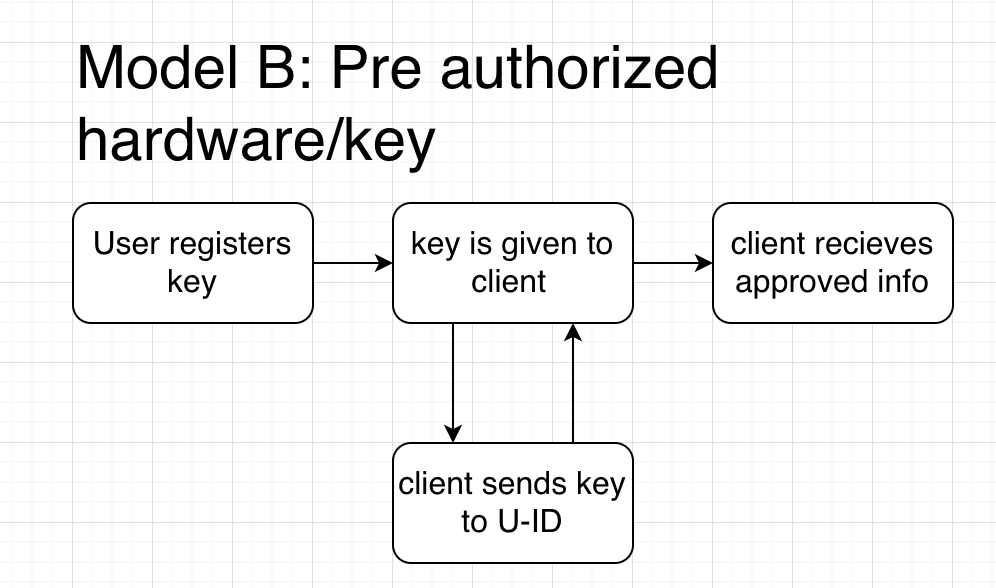 Model B: Pre authorized
hardware/key
User registers
key
key is given to
client
client recieves
approved info
client sends key
to U-ID